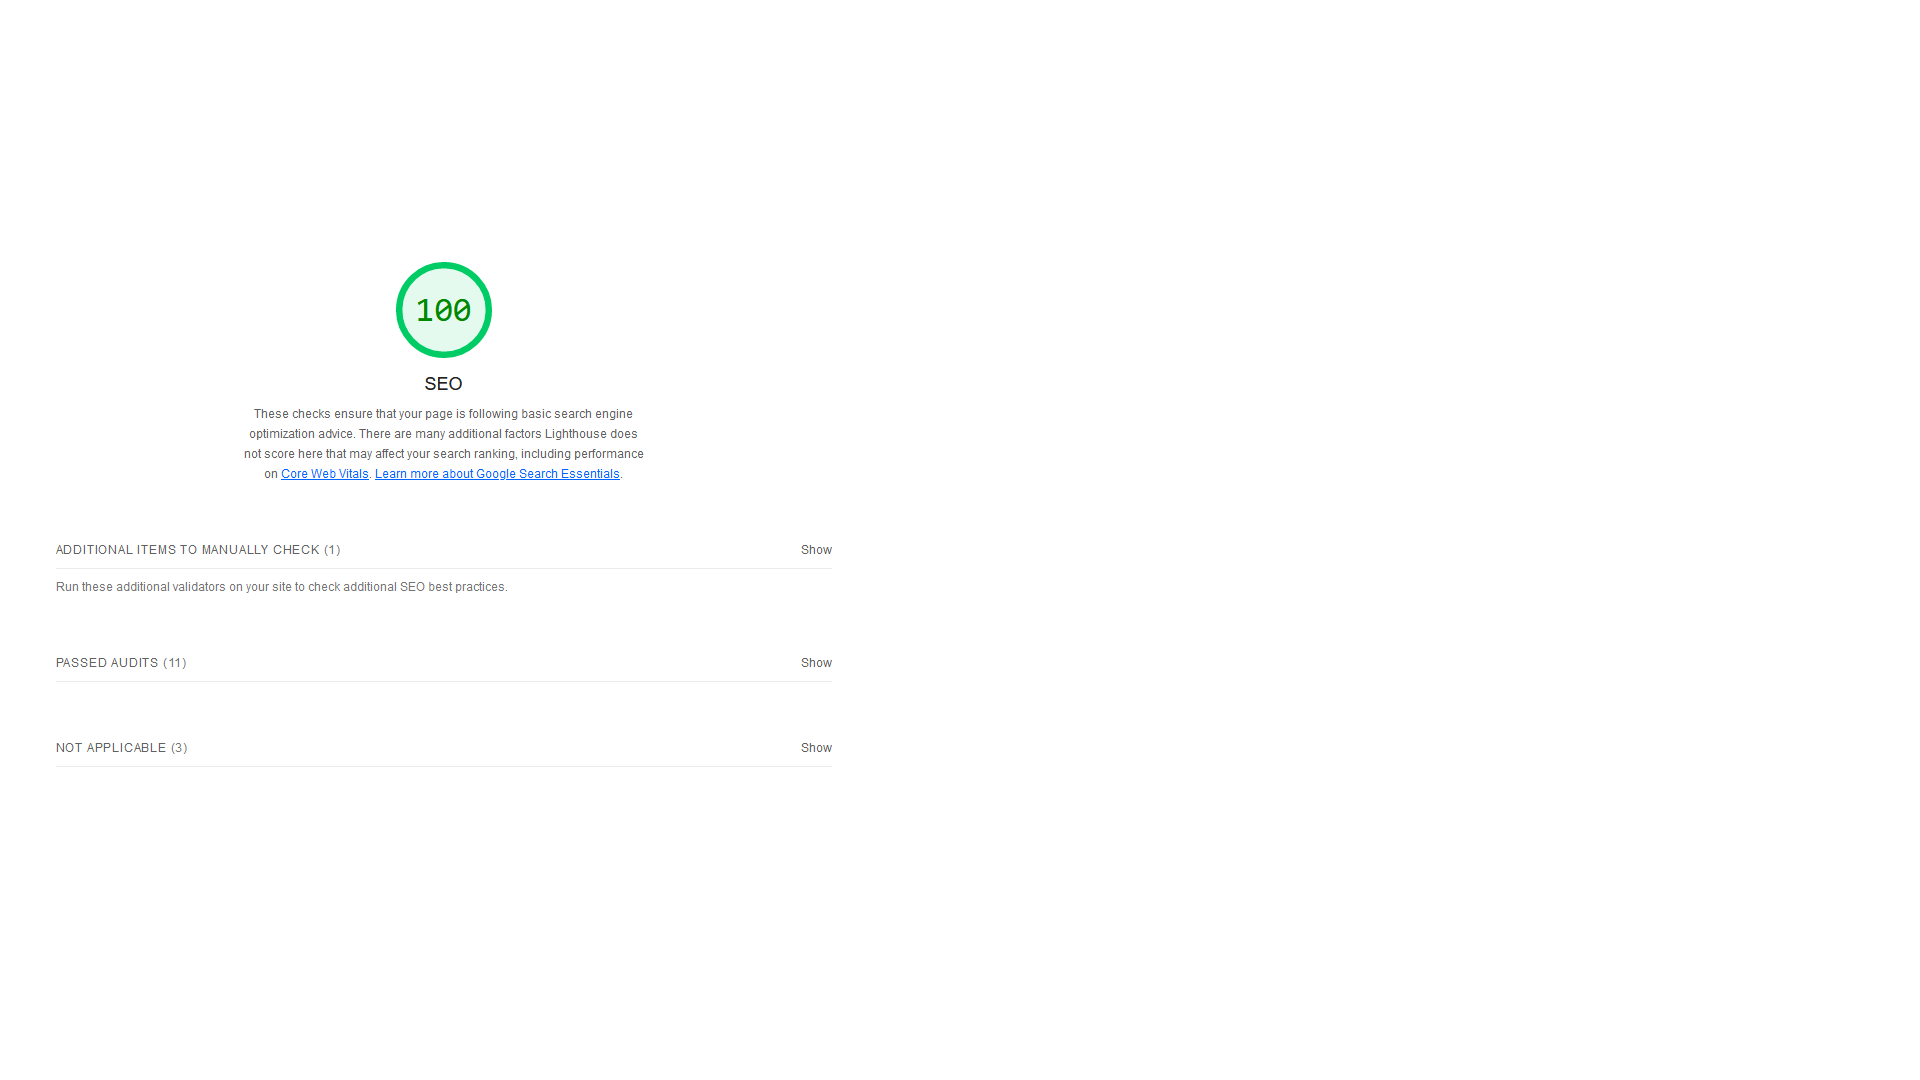 100
SEO
These checks ensure that your page is following basic search engine
optimization advice. There are many additional factors Lighthouse does
not score here that may affect your search ranking, including performance
on Core Web Vitals. Learn more about Google Search Essentials.
ADDITIONAL ITEMS TO MANUALLY CHECK (1) Show
Run these additional validators on your site to check additional SEO best practices.
PASSED AUDITS (11) Show
NOT APPLICABLE (3) Show